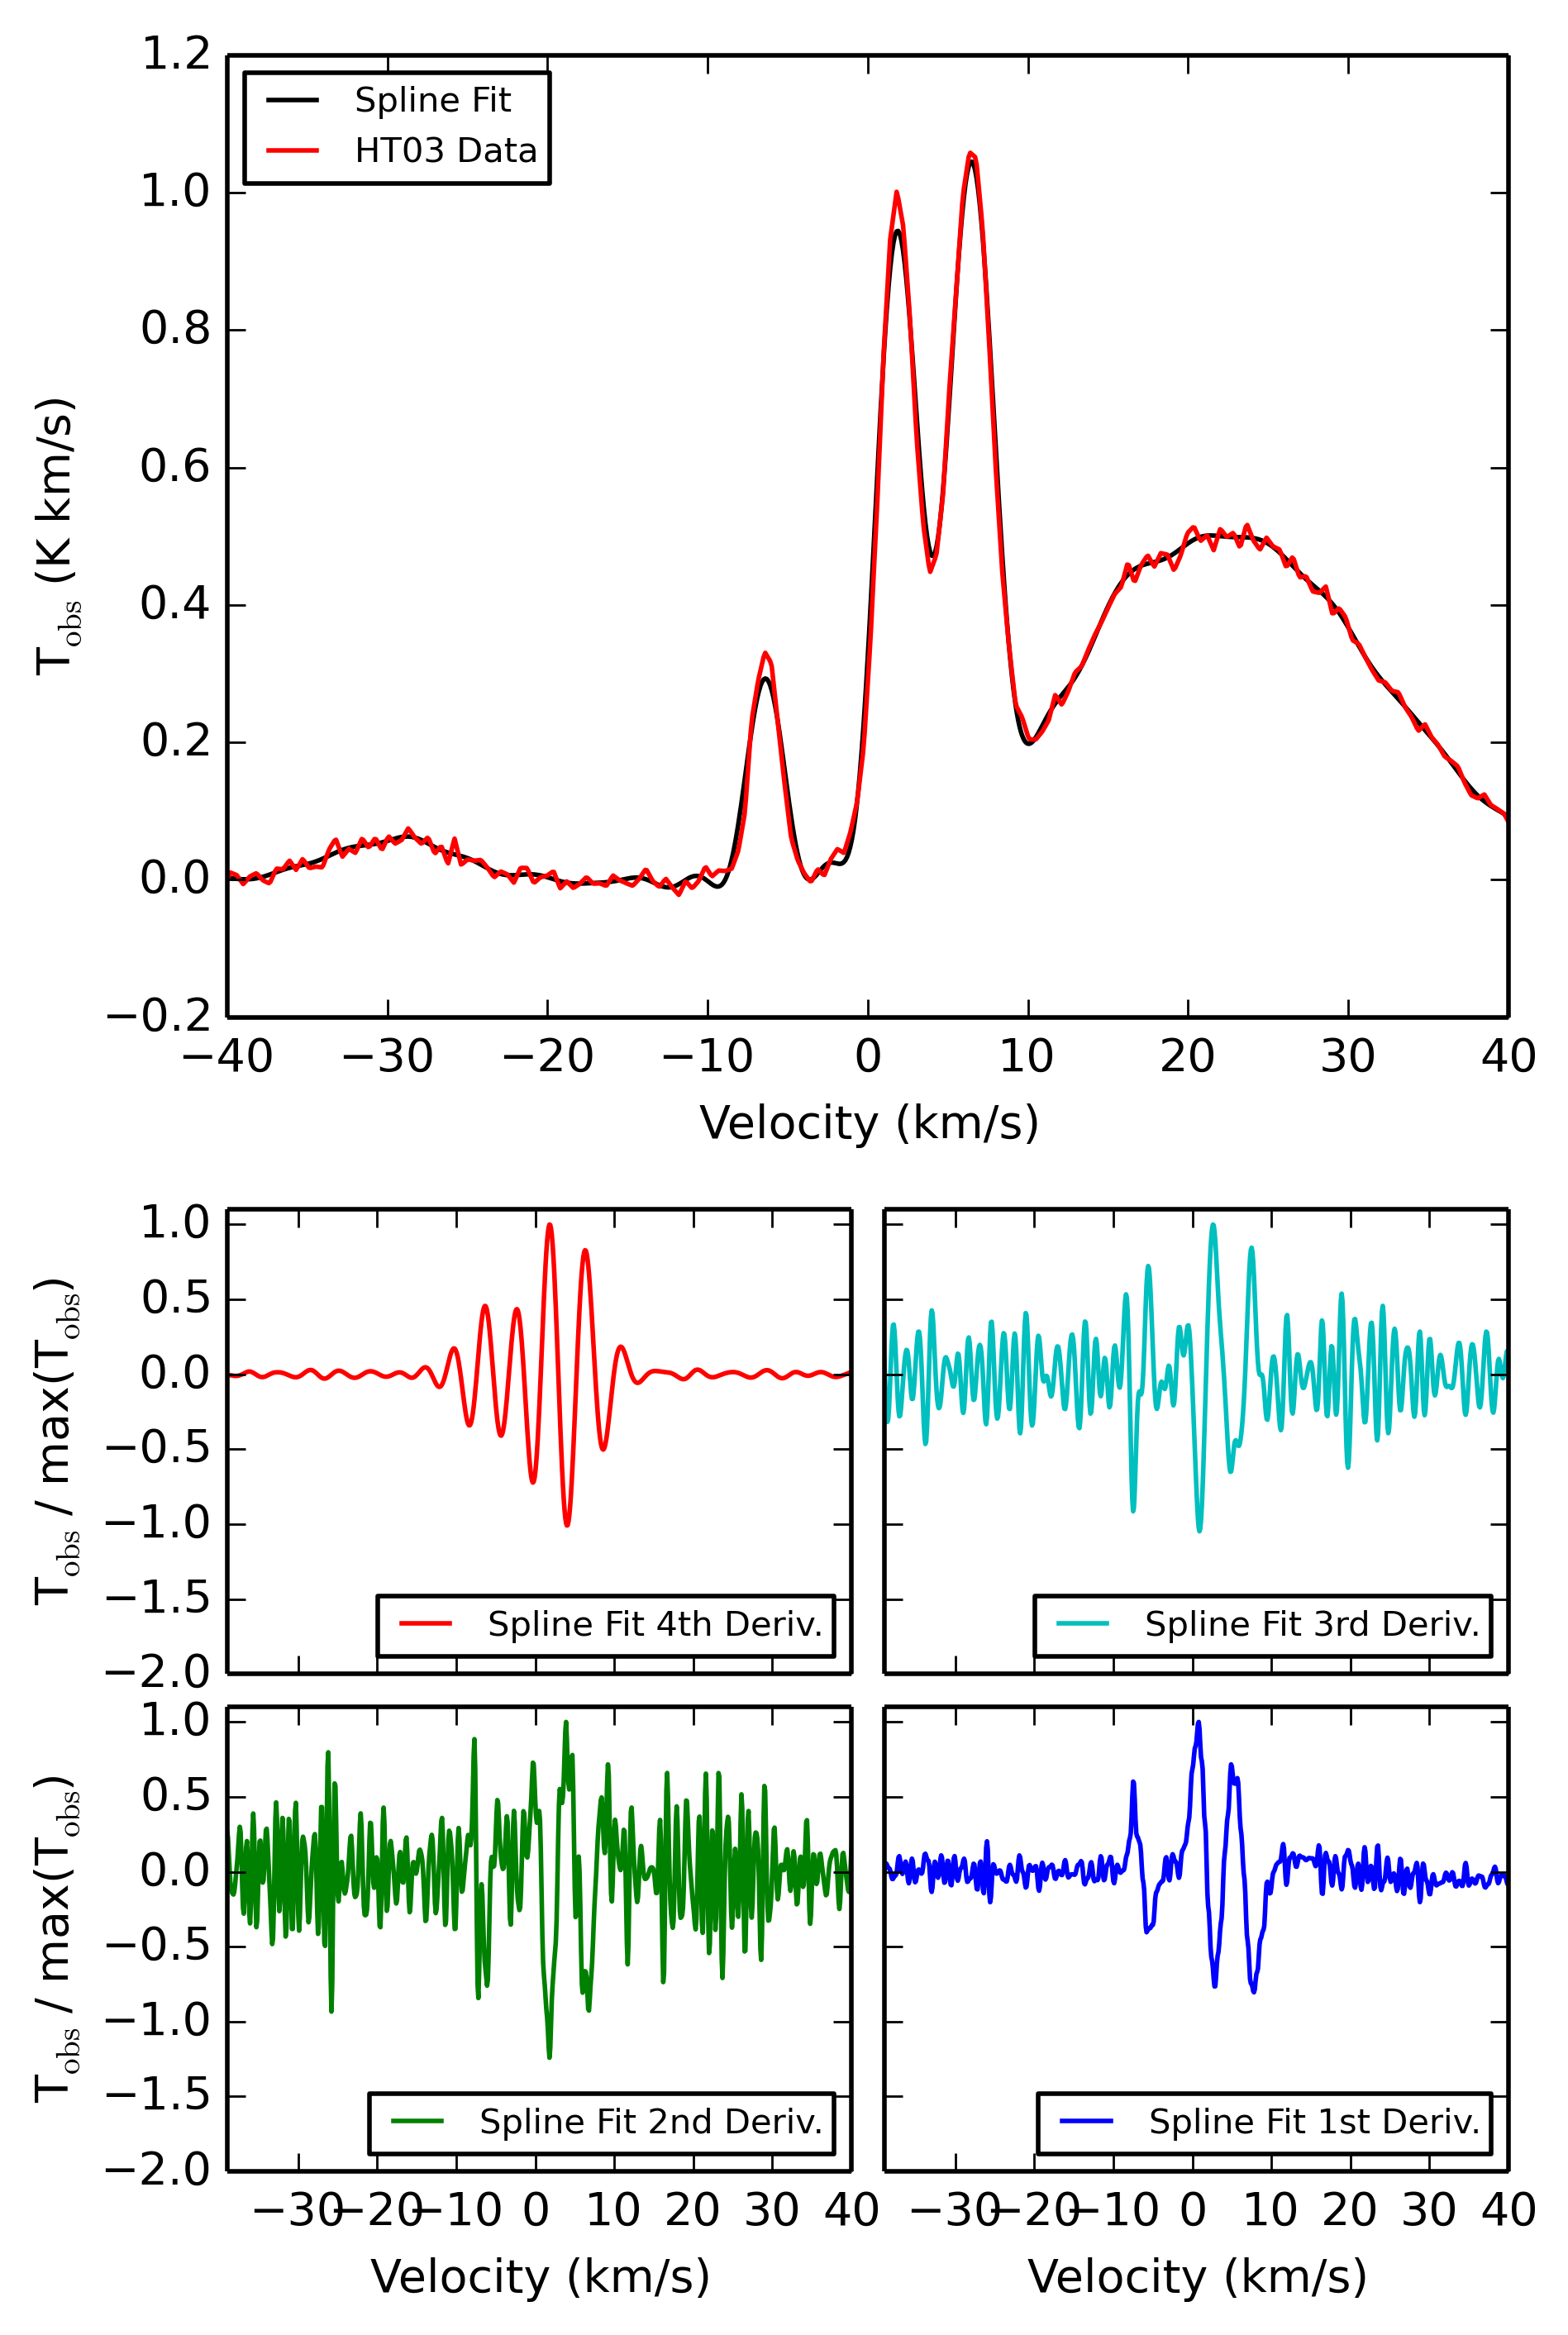 1.2
1.0
0.8
0.6
0.4
0.2
0.0
−0.2
T_obs (K km/s)
Spline Fit
HT03 Data
−40 −30 −20 −10 0 10 20 30 40
Velocity (km/s)
1.0
0.5
0.0
−0.5
−1.0
−1.5
−2.0
T_obs / max(T_obs)
Spline Fit 4th Deriv.
Spline Fit 3rd Deriv.
1.0
0.5
0.0
−0.5
−1.0
−1.5
−2.0
T_obs / max(T_obs)
Spline Fit 2nd Deriv.
Spline Fit 1st Deriv.
−30 −20 −10 0 10 20 30 40
−30 −20 −10 0 10 20 30 40
Velocity (km/s)
Velocity (km/s)